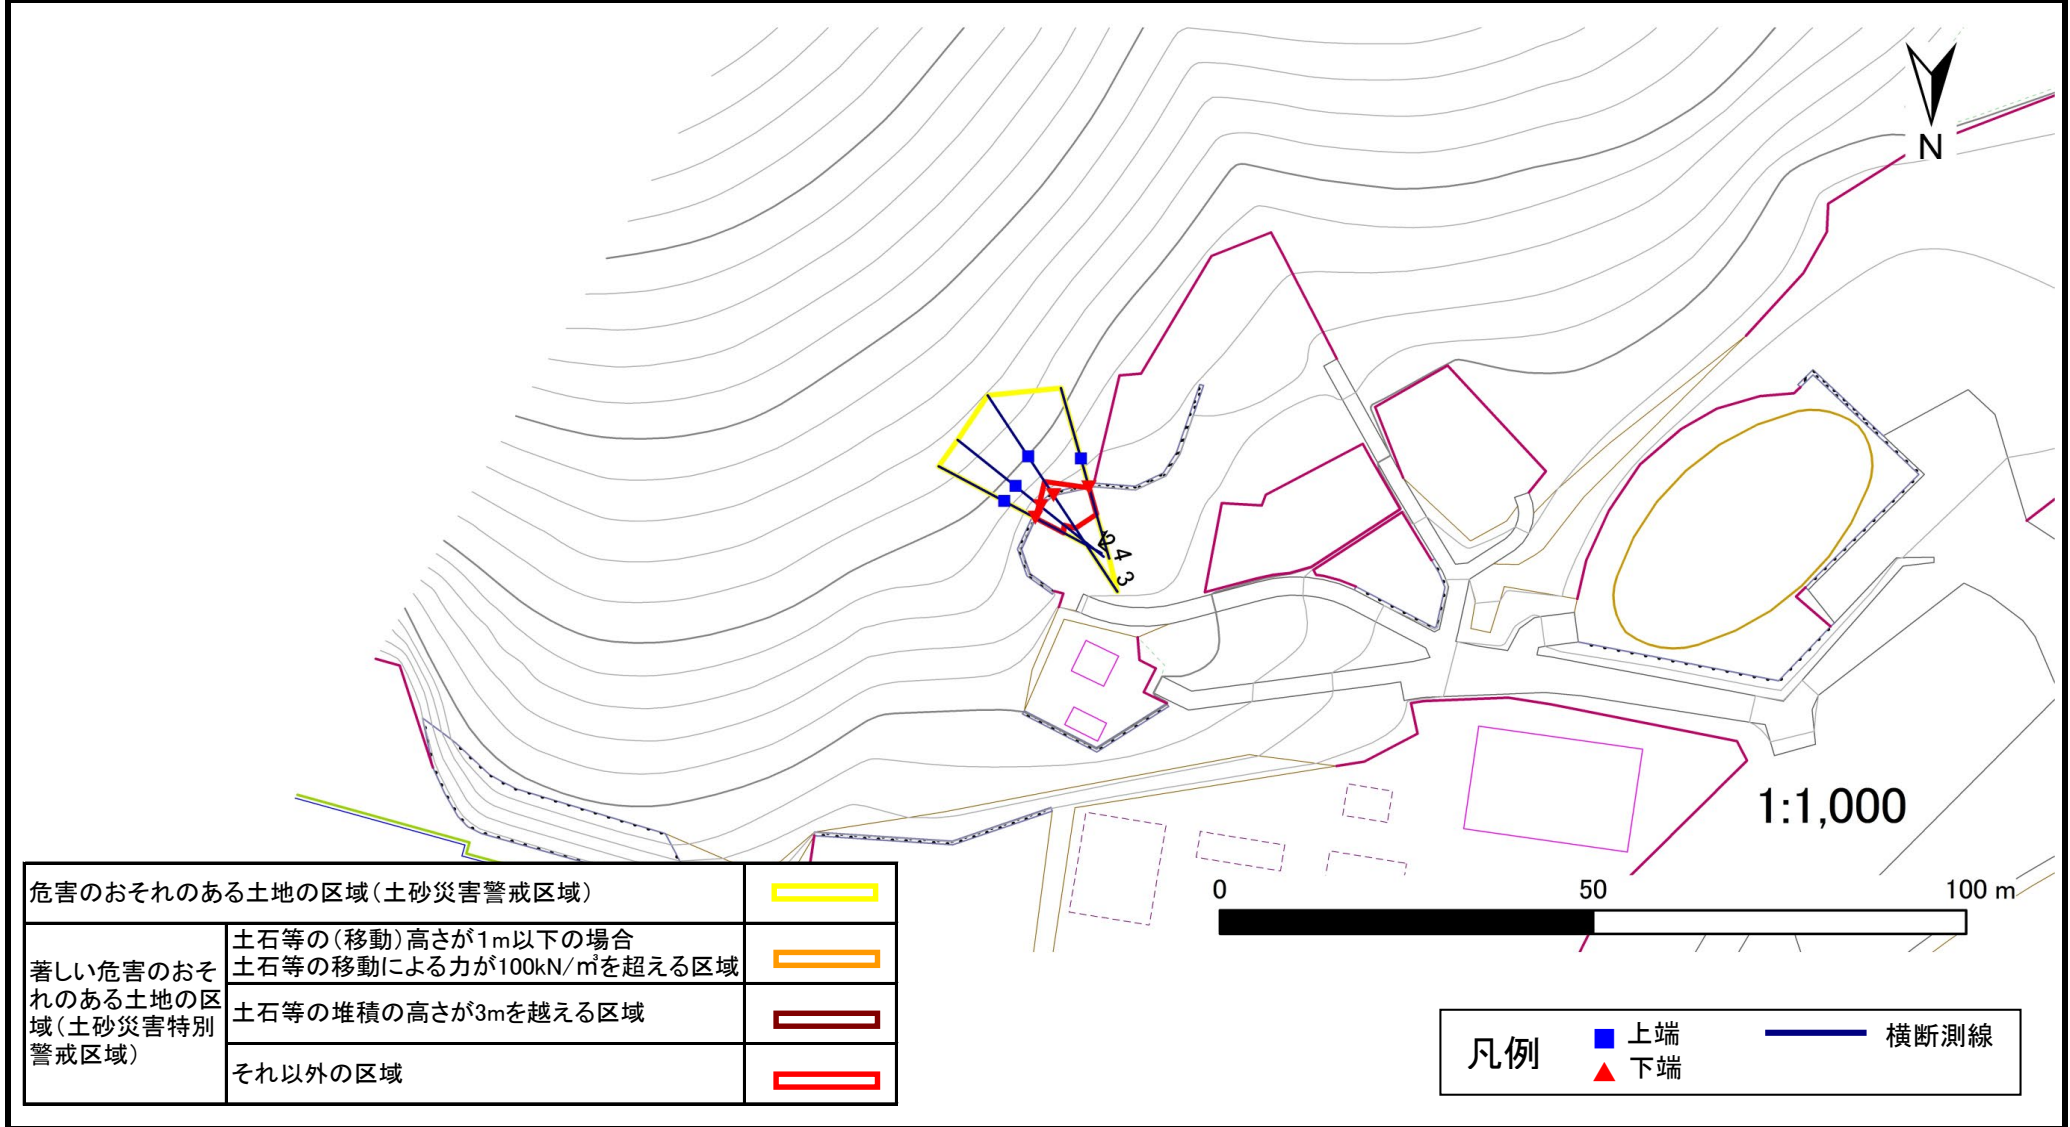 N
2
4
3
1:1,000
0 50 100 m
危害のおそれのある土地の区域(土砂災害警戒区域)
著しい危害のおそ
れのある土地の区
域(土砂災害特別
警戒区域)
土石等の(移動)高さが1m以下の場合
土石等の移動による力が100kN/㎡を超える区域
土石等の堆積の高さが3mを越える区域
それ以外の区域
凡例
上端
下端
横断測線